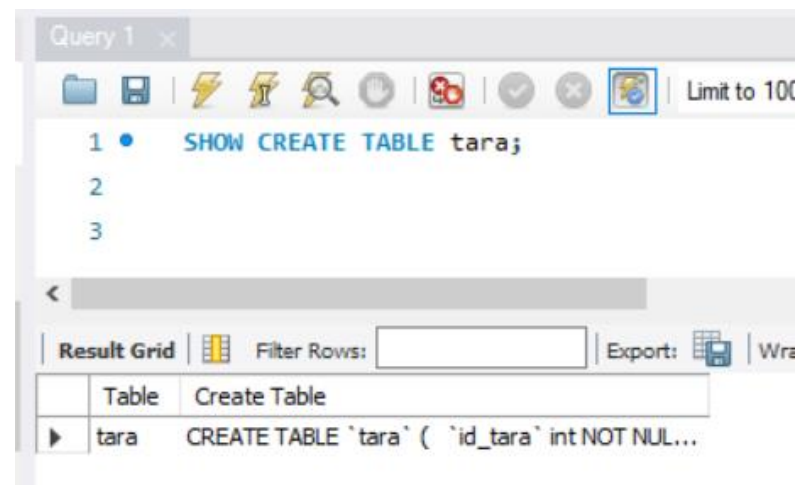 Query 1
Limit to 100
1 SHOW CREATE TABLE tara;
2
3
Result Grid Filter Rows: Export: Wra
Table Create Table
tara CREATE TABLE `tara` ( `id_tara` int NOT NUL...